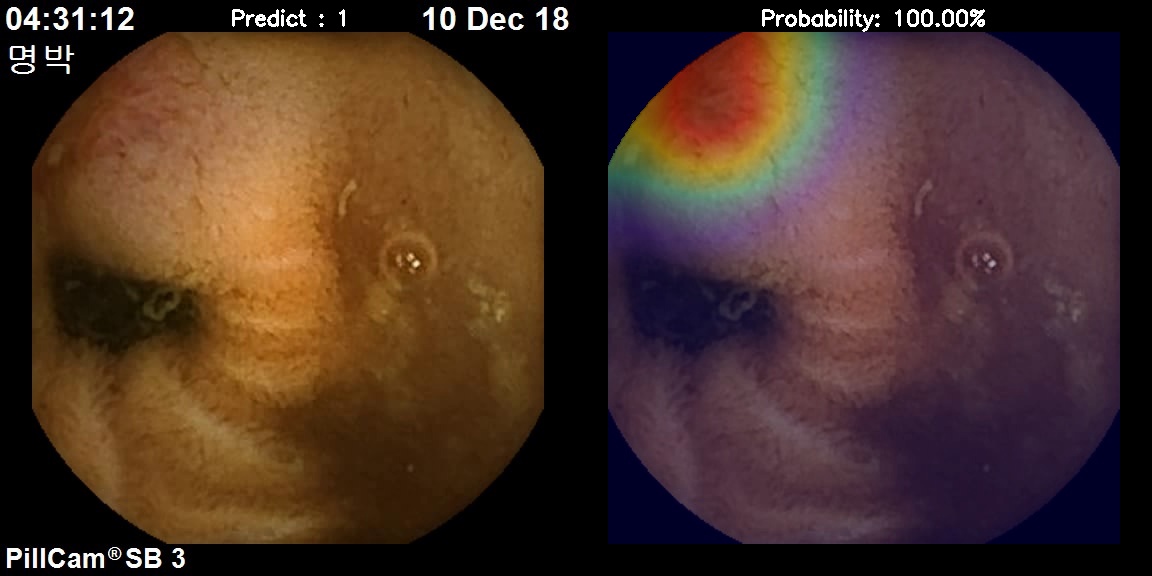 04:31:12 Predict : 1 10 Dec 18 Probability: 100.00%
명박
PillCam® SB 3